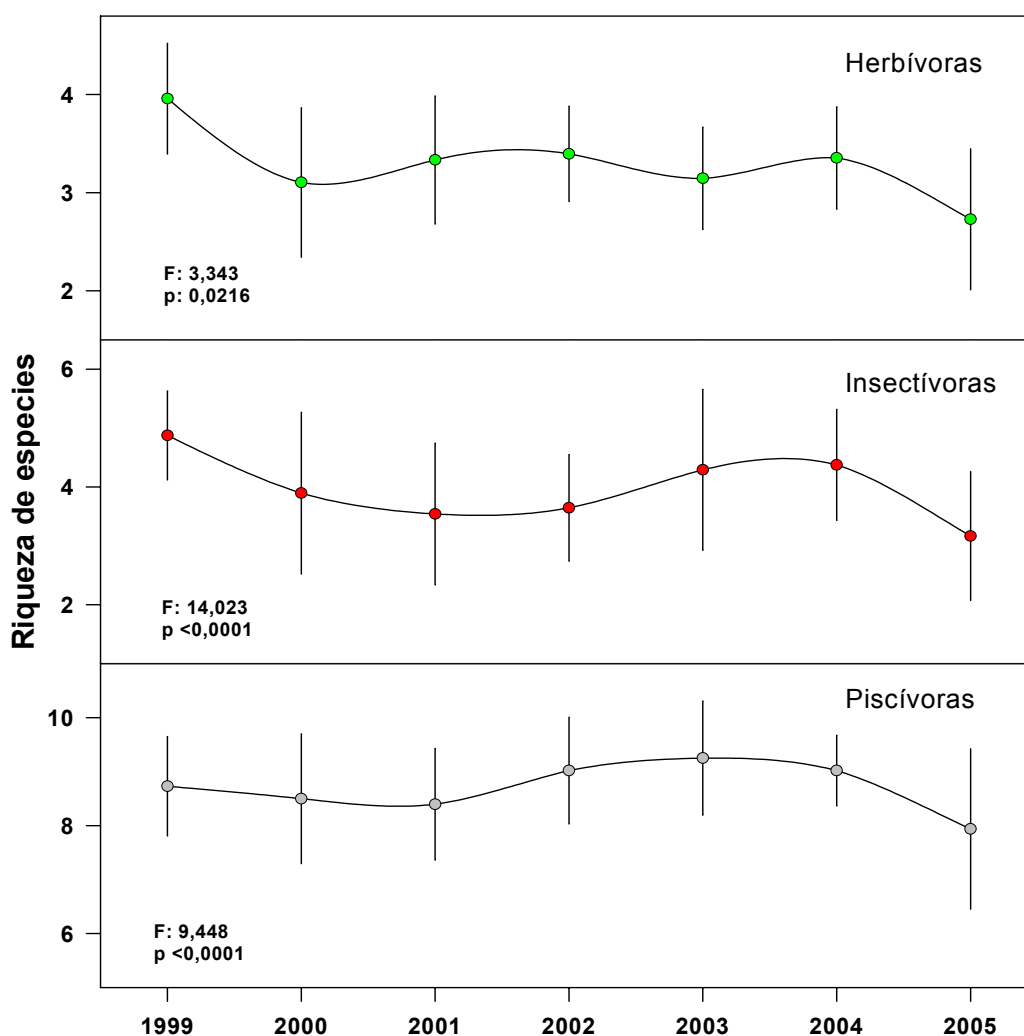 Riqueza de especies
Herbívoras
4
3
2
F: 3,343
p: 0,0216
Insectívoras
6
4
2
F: 14,023
p <0,0001
Piscívoras
10
8
6
F: 9,448
p <0,0001
1999 2000 2001 2002 2003 2004 2005